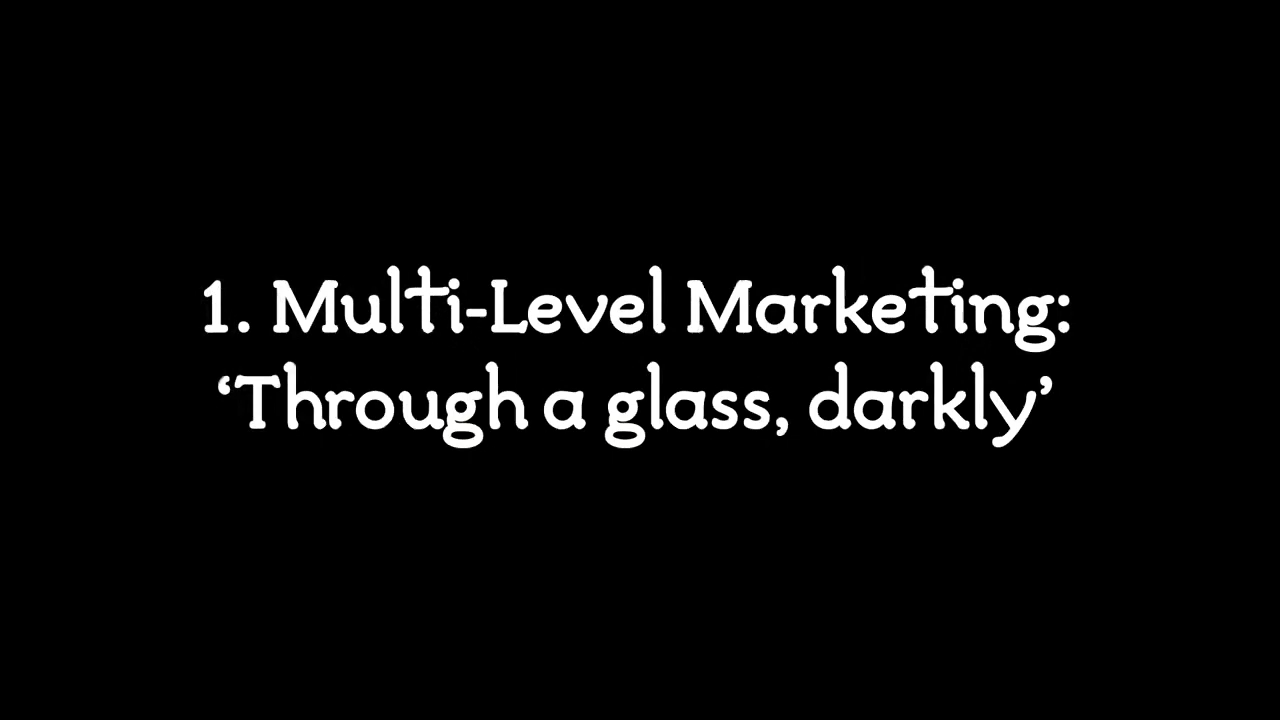 1. Multi-Level Marketing:
‘Through a glass, darkly’